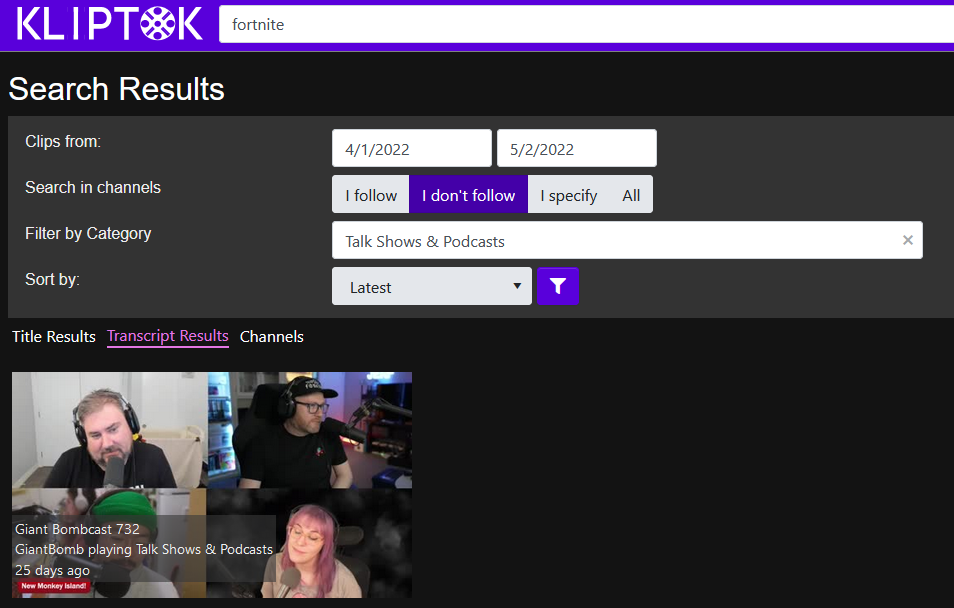 KLIPTOK
fortnite
Search Results
Clips from:
4/1/2022
5/2/2022
Search in channels
I follow
I don't follow
I specify
All
Filter by Category
Talk Shows & Podcasts
Sort by:
Latest
Title Results
Transcript Results
Channels
Giant Bombcast 732
GiantBomb playing Talk Shows & Podcasts
25 days ago
New Monkey Island!